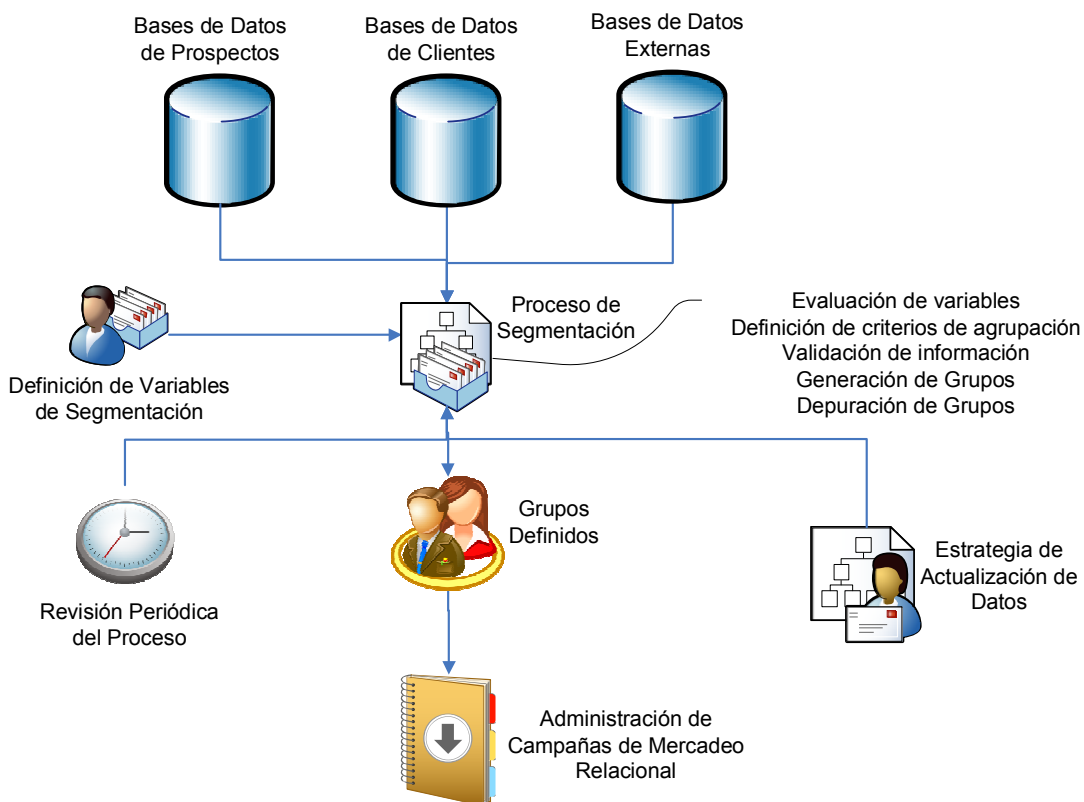 Bases de Datos
de Prospectos
Bases de Datos
de Clientes
Bases de Datos
Externas
Proceso de
Segmentación
Evaluación de variables
Definición de criterios de agrupación
Validación de información
Generación de Grupos
Depuración de Grupos
Definición de Variables
de Segmentación
Grupos
Definidos
Estrategia de
Actualización de
Datos
Revisión Periódica
del Proceso
Administración de
Campañas de Mercadeo
Relacional